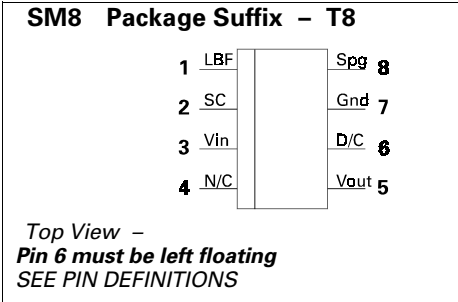 SM8 Package Suffix – T8
1 LBF Spg 8
2 SC Gnd 7
3 Vin D/C 6
4 N/C Vout 5
Top View –
Pin 6 must be left floating
SEE PIN DEFINITIONS